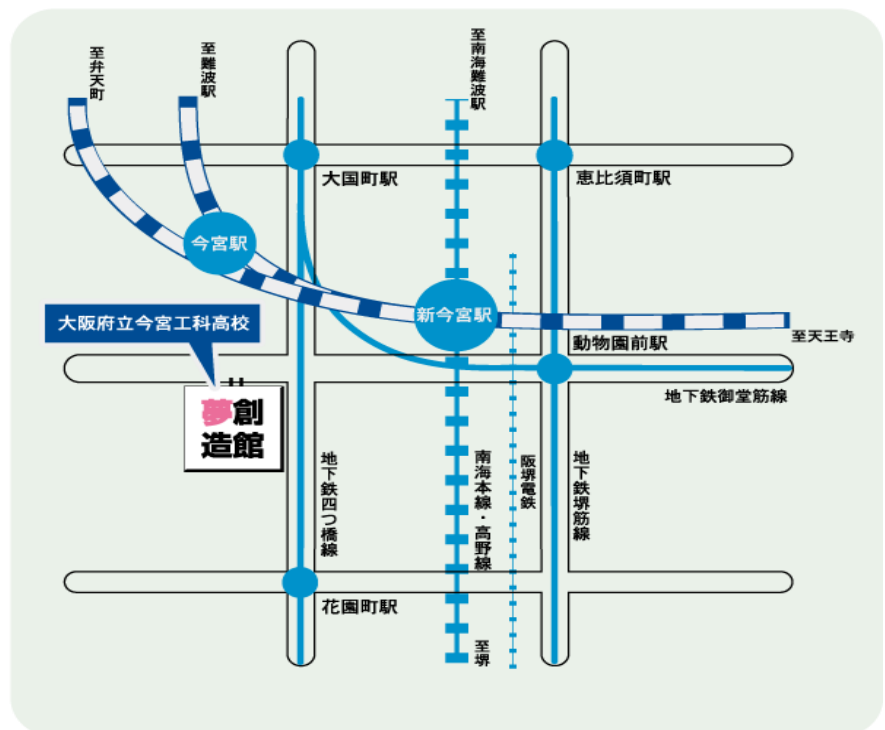 至弁天町
至難波駅
至南海難波駅
大国町駅
恵比須町駅
今宮駅
新今宮駅
大阪府立今宮工科高校
動物園前駅
至天王寺
地下鉄御堂筋線
夢創
造館
地下鉄四つ橋線
南海本線・高野線
阪堺電鉄
地下鉄堺筋線
花園町駅
至堺